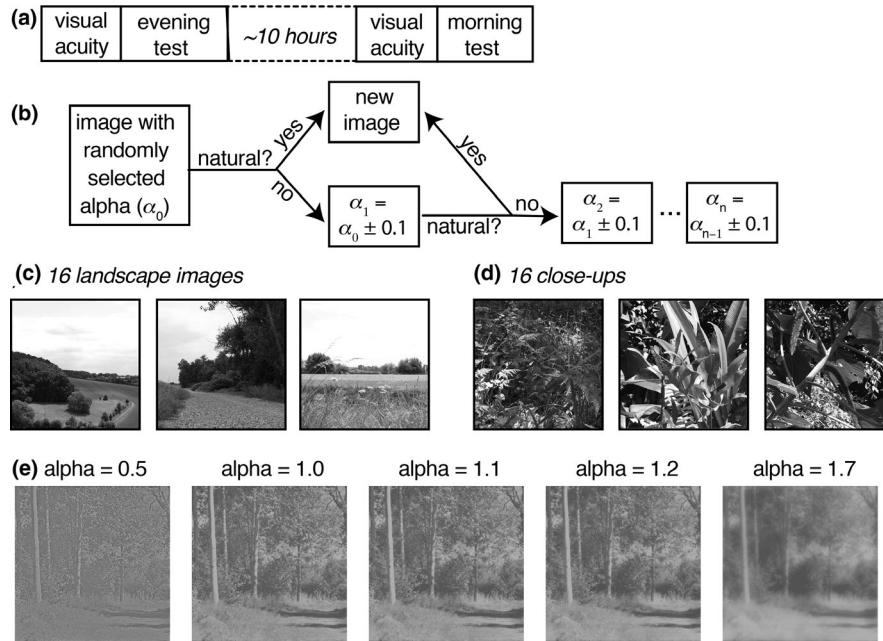 (a)
visual acuity
evening test
~10 hours
visual acuity
morning test
(b)
image with
randomly
selected
alpha (α₀)
natural?
yes
no
new
image
α₁ =
α₀ ± 0.1
natural?
yes
no
α₂ =
α₁ ± 0.1
...
αₙ =
αₙ₋₁ ± 0.1
(c) 16 landscape images
(d) 16 close-ups
(e) alpha = 0.5
alpha = 1.0
alpha = 1.1
alpha = 1.2
alpha = 1.7